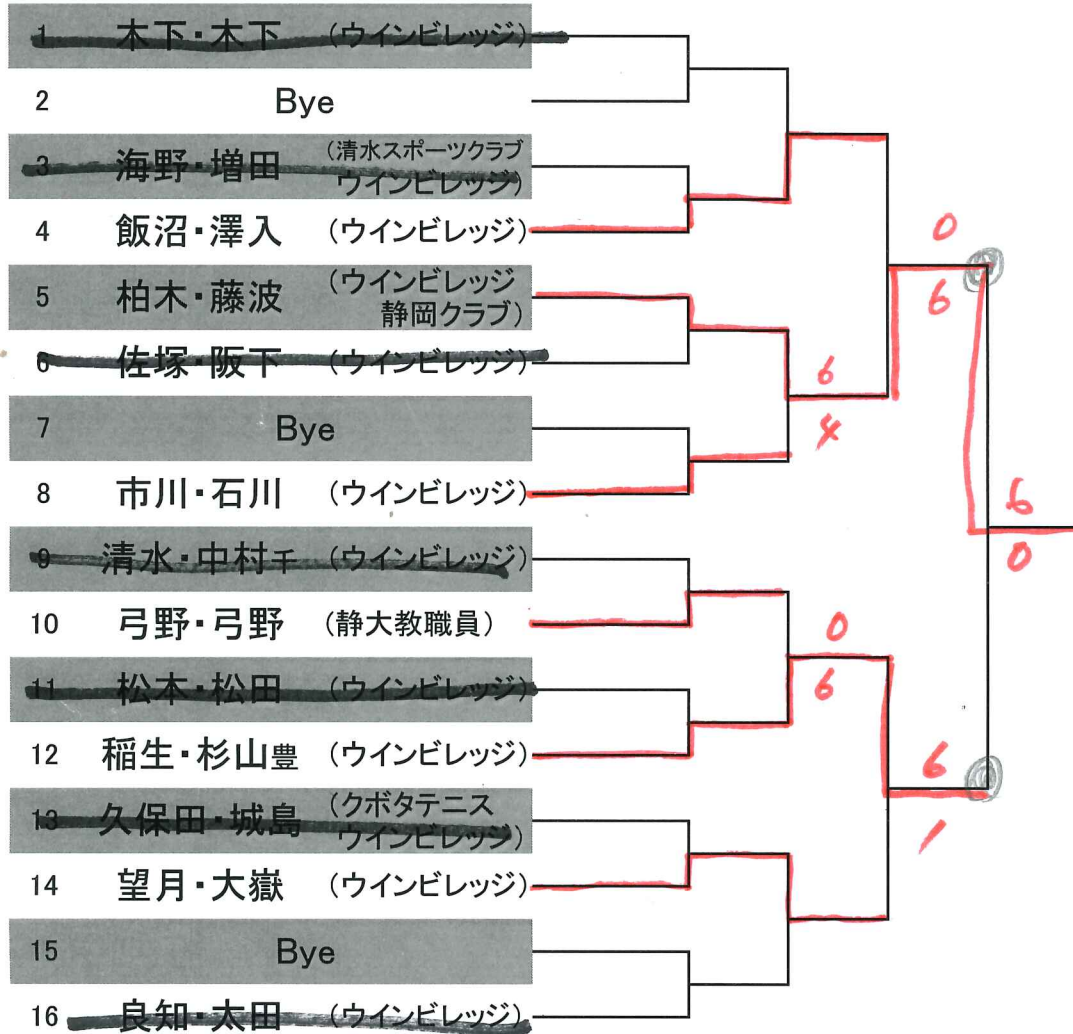 1 木下・木下 (ウインビレッジ)
2 Bye
3 海野・増田 (清水スポーツクラブ
ウインビレッジ)
4 飯沼・澤入 (ウインビレッジ)
0
5 柏木・藤波 (ウインビレッジ
静岡クラブ)
6
6 佐塚・阪下 (ウインビレッジ)
6
7 Bye
4
8 市川・石川 (ウインビレッジ)
6
0
9 清水・中村千 (ウインビレッジ)
10 弓野・弓野 (静大教職員)
0
11 松本・松田 (ウインビレッジ)
6
12 稲生・杉山豊 (ウインビレッジ)
6
13 久保田・城島 (クボタテニス
ウインビレッジ)
1
14 望月・大嶽 (ウインビレッジ)
15 Bye
16 良知・太田 (ウインビレッジ)